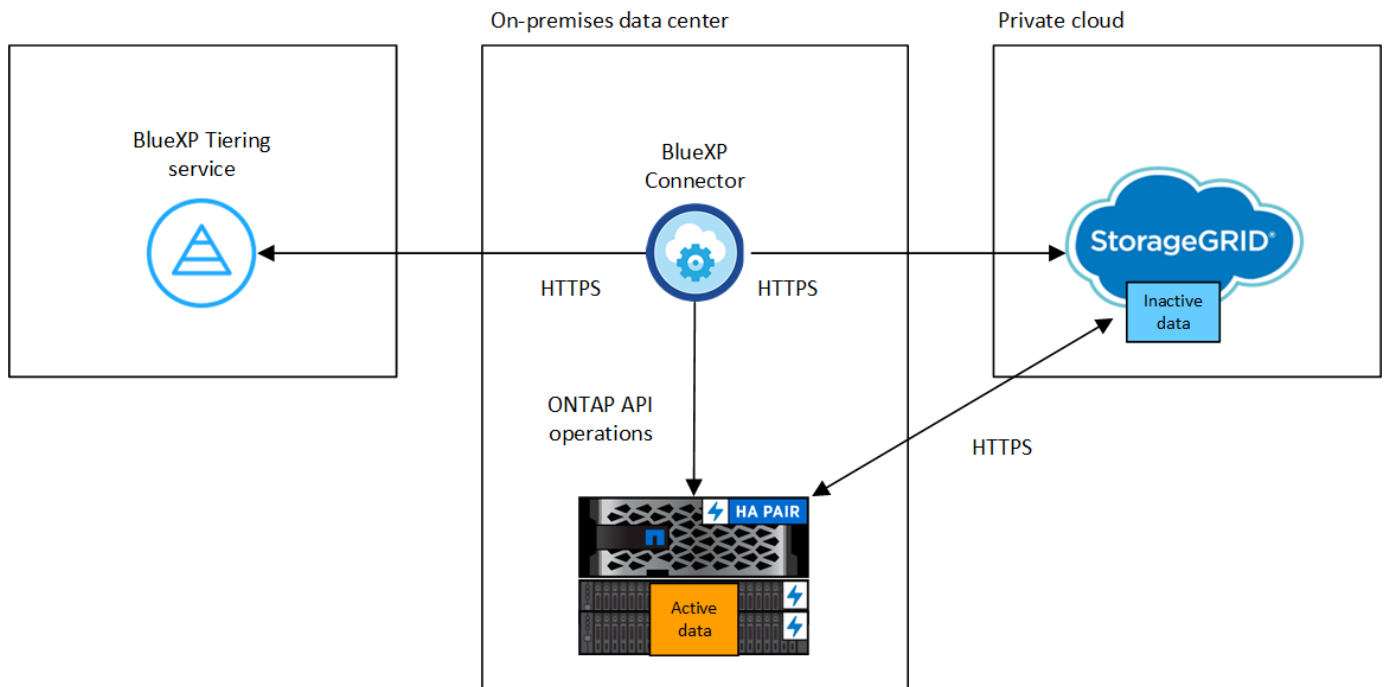 On-premises data center
Private cloud
BlueXP Tiering
service
BlueXP
Connector
StorageGRID®
Inactive
data
HTTPS
HTTPS
ONTAP API
operations
HTTPS
HA PAIR
Active
data